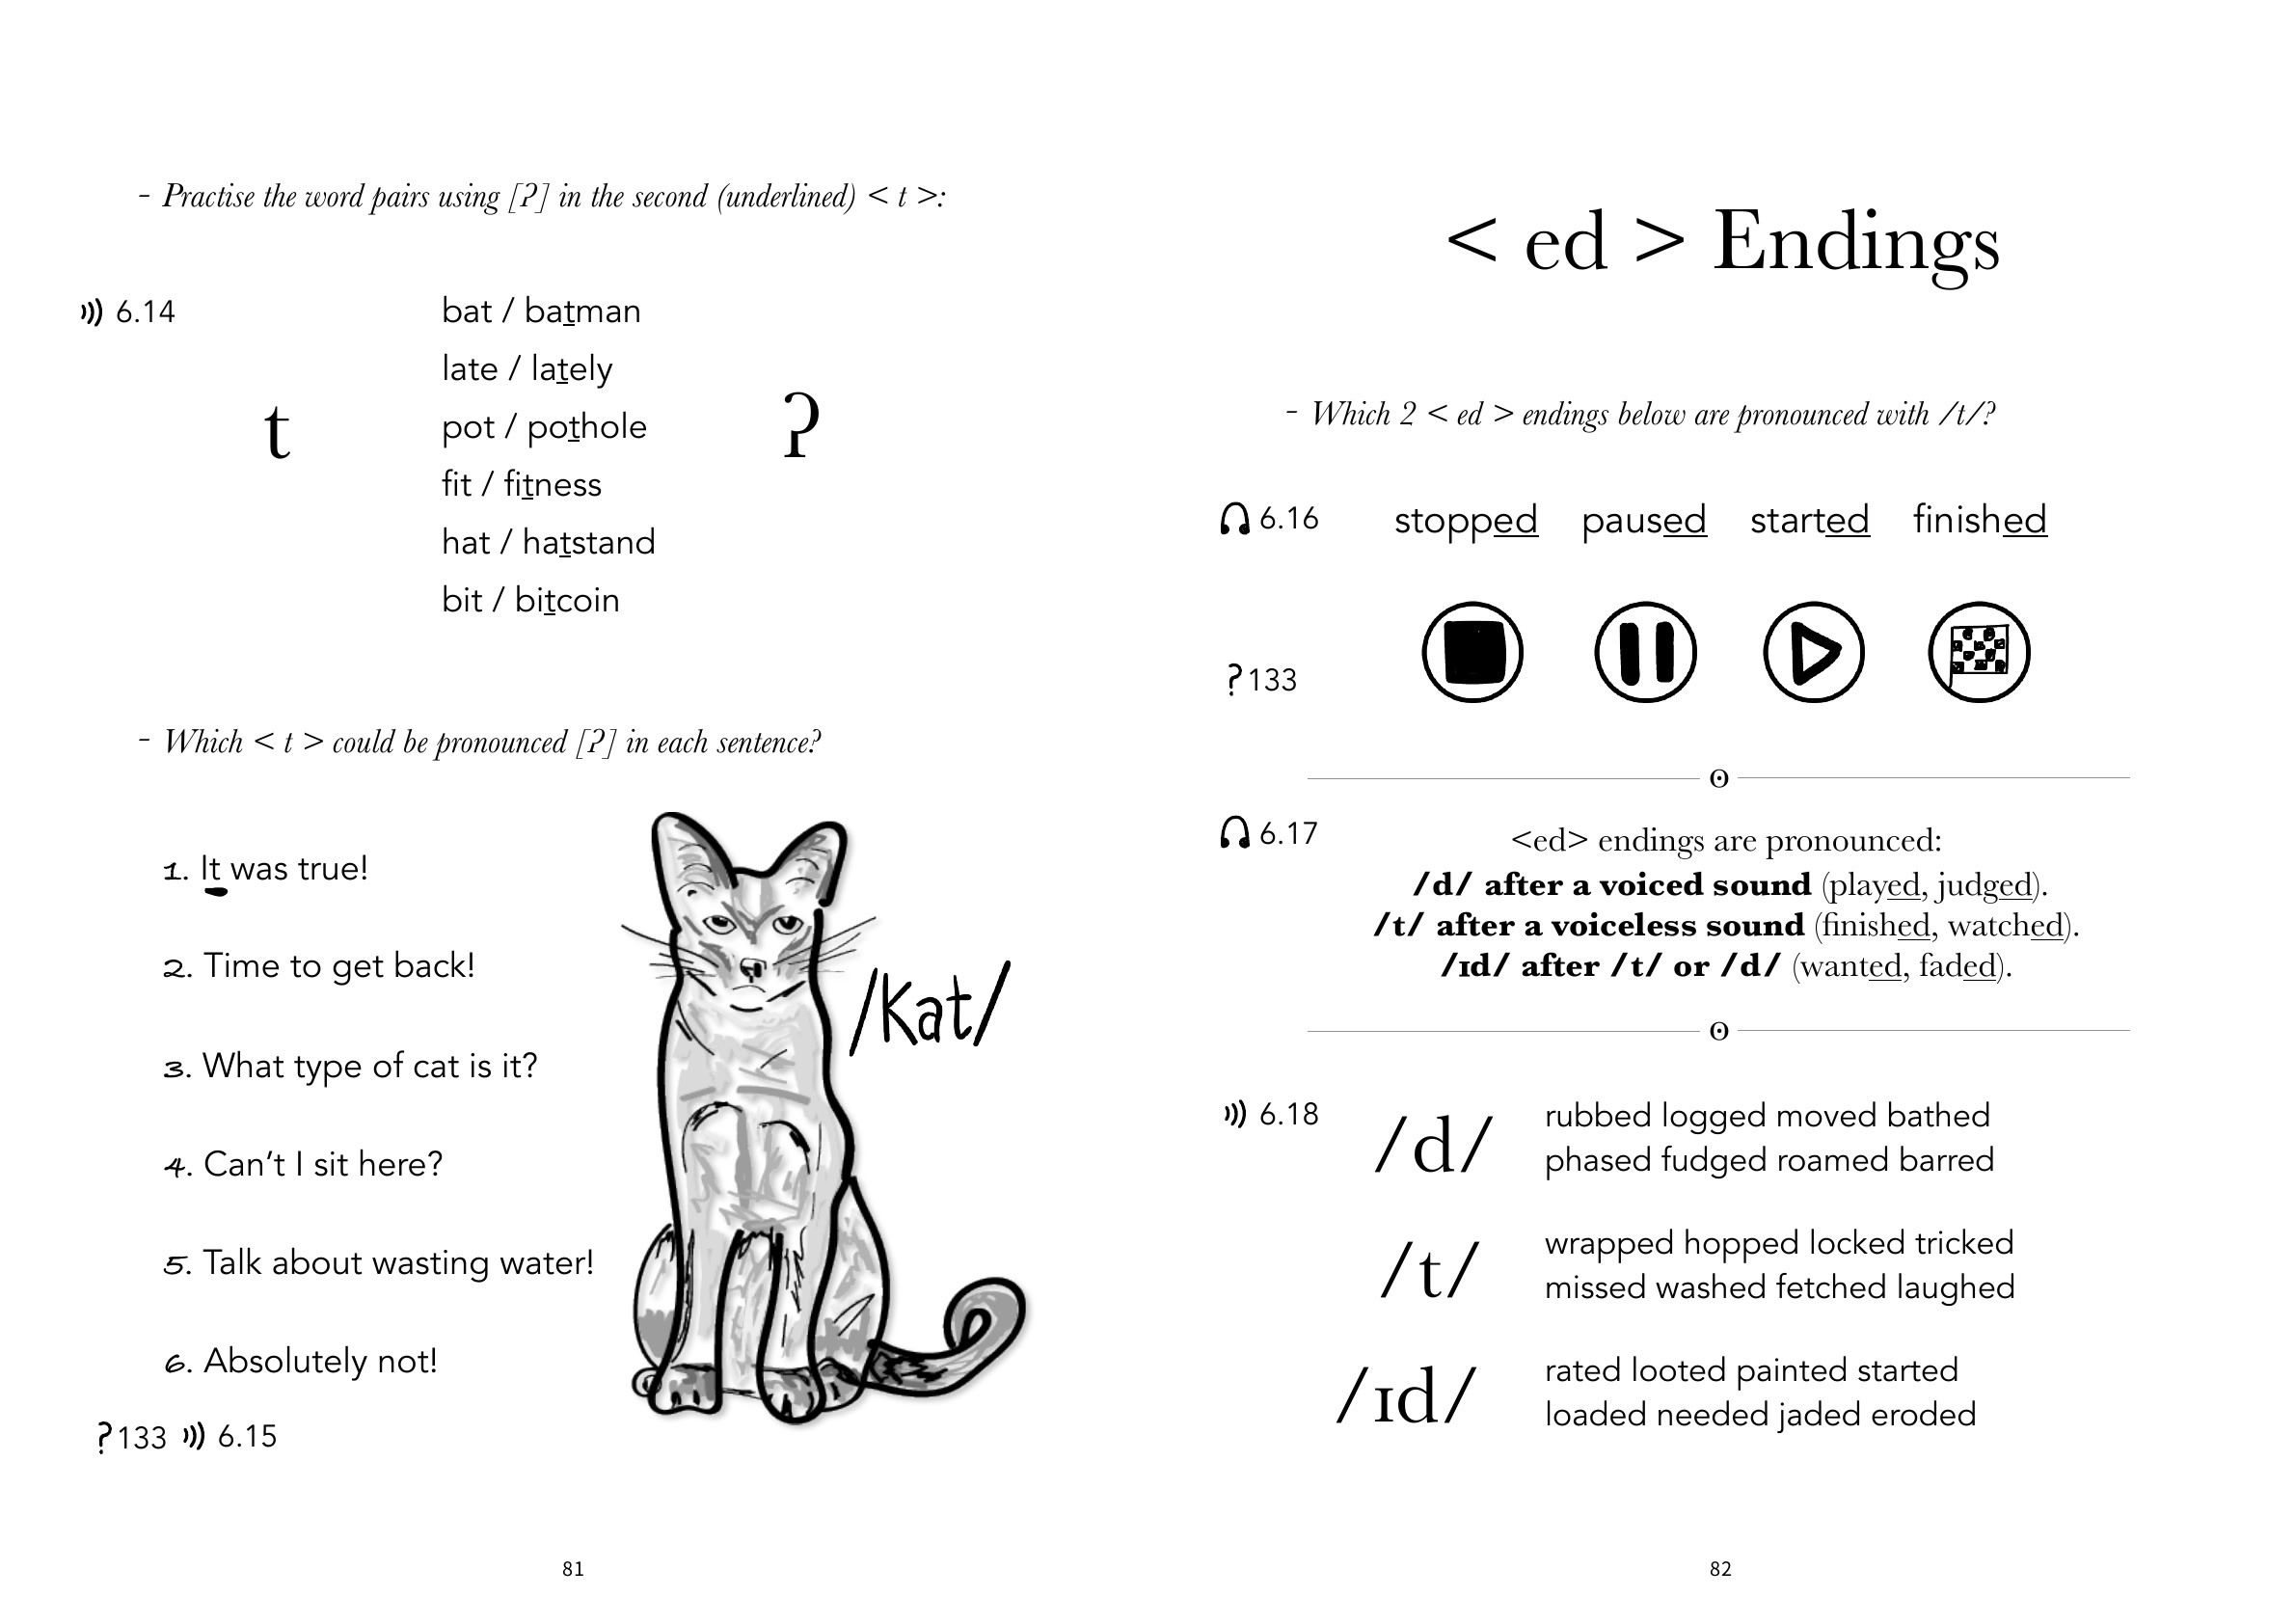 - Practise the word pairs using [ʔ] in the second (underlined) < t >:
6.14
bat / batman
late / lately
t
pot / pothole
ʔ
fit / fitness
hat / hatstand
bit / bitcoin
- Which < t > could be pronounced [ʔ] in each sentence?
1. It was true!
2. Time to get back!
3. What type of cat is it?
4. Can't I sit here?
5. Talk about wasting water!
6. Absolutely not!
/kat/
?133 6.15
81
< ed > Endings
- Which 2 < ed > endings below are pronounced with /t/?
6.16 stopped paused started finished
?133
6.17
<ed> endings are pronounced:
/d/ after a voiced sound (played, judged).
/t/ after a voiceless sound (finished, watched).
/ɪd/ after /t/ or /d/ (wanted, faded).
6.18
/d/
rubbed logged moved bathed
phased fudged roamed barred
/t/
wrapped hopped locked tricked
missed washed fetched laughed
/ɪd/
rated looted painted started
loaded needed jaded eroded
82